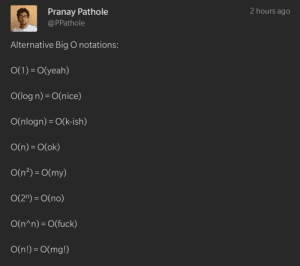 Pranay Pathole
2 hours ago
@PPathole
Alternative Big O notations:
O(1) = O(yeah)
O(log n) = O(nice)
O(nlogn) = O(k-ish)
O(n) = O(ok)
O(n²) = O(my)
O(2ⁿ) = O(no)
O(n^n) = O(fuck)
O(n!) = O(mg!)